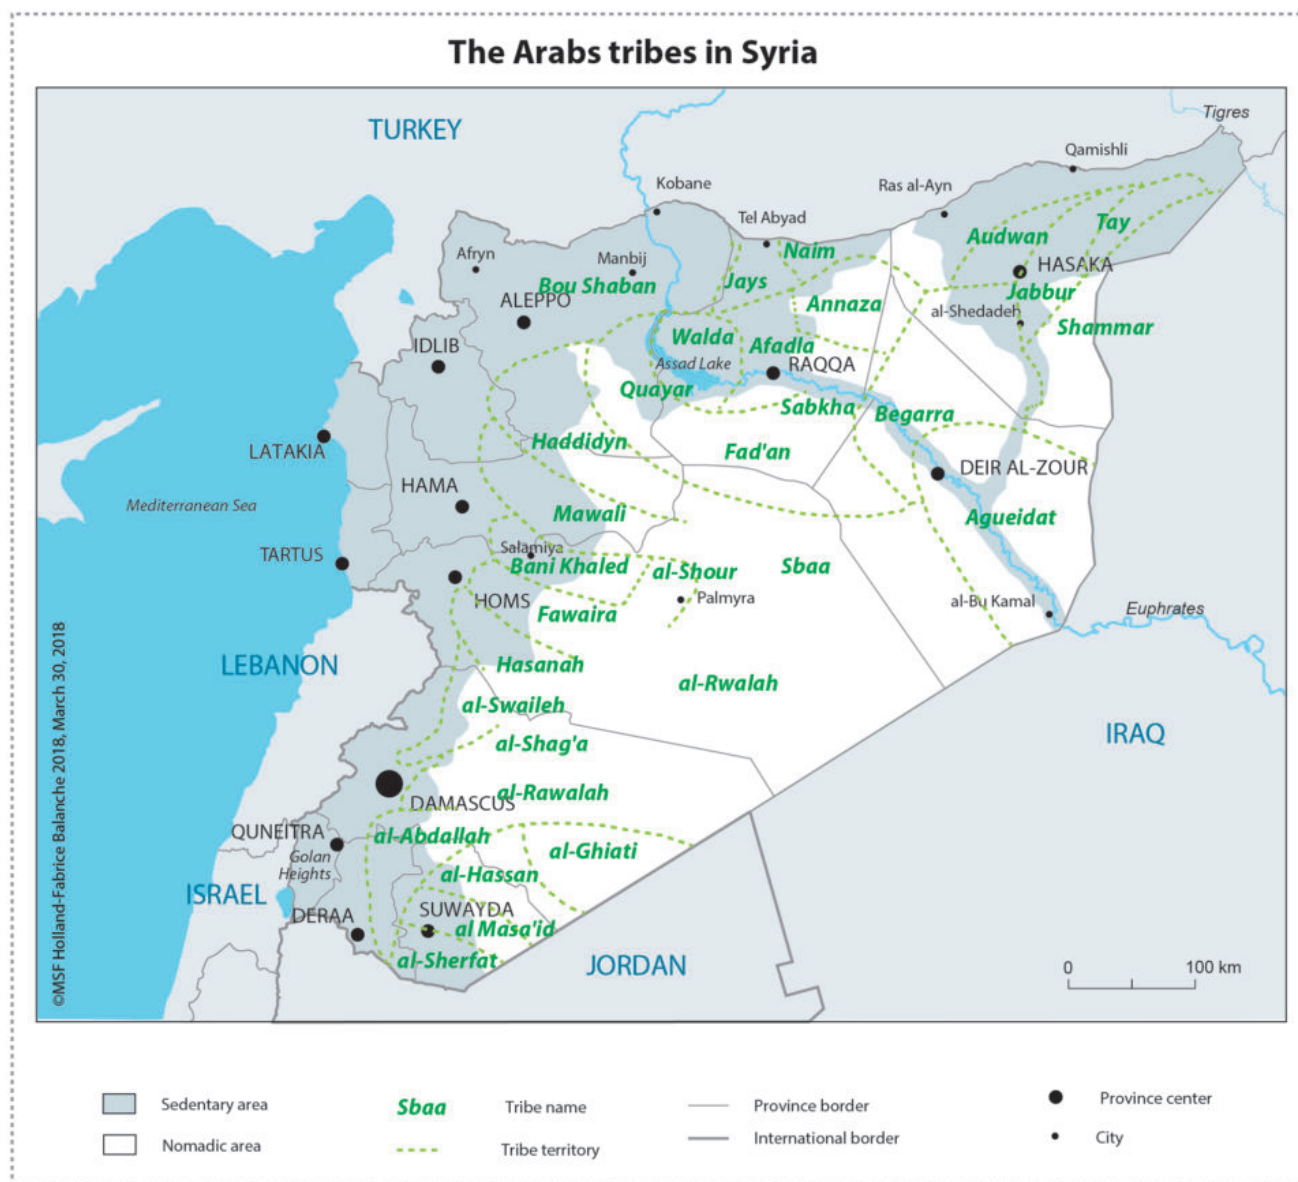 The Arabs tribes in Syria
TURKEY
Tigres
Qamishli
Kobane
Ras al-Ayn
Tel Abyad
Tay
Audwan
Naim
Afryn
Manbij
HASAKA
Bou Shaban
Jays
Jabbur
ALEPPO
Annaza
al-Shedadeh
Shammar
Walda
Afadla
IDLIB
Assad Lake
RAQQA
Quayar
Sabkha
Begarra
Haddidyn
Fad'an
LATAKIA
DEIR AL-ZOUR
HAMA
Mediterranean Sea
Mawali
Agueidat
Salamiya
TARTUS
Bani Khaled
al-Shour
Sbaa
HOMS
Palmyra
al-Bu Kamal
Euphrates
Fawaira
LEBANON
Hasanah
al-Rwalah
al-Swaileh
IRAQ
al-Shag'a
al-Rawalah
DAMASCUS
QUNEITRA
al-Abdallah
al-Ghiati
Golan
Heights
al-Hassan
ISRAEL
DERAA
SUWAYDA
al Masa'id
al-Sherfat
JORDAN
0 100 km
©MSF Holland-Fabrice Balanche 2018, March 30, 2018
Sedentary area
Nomadic area
Sbaa Tribe name
Tribe territory
Province border
International border
Province center
City